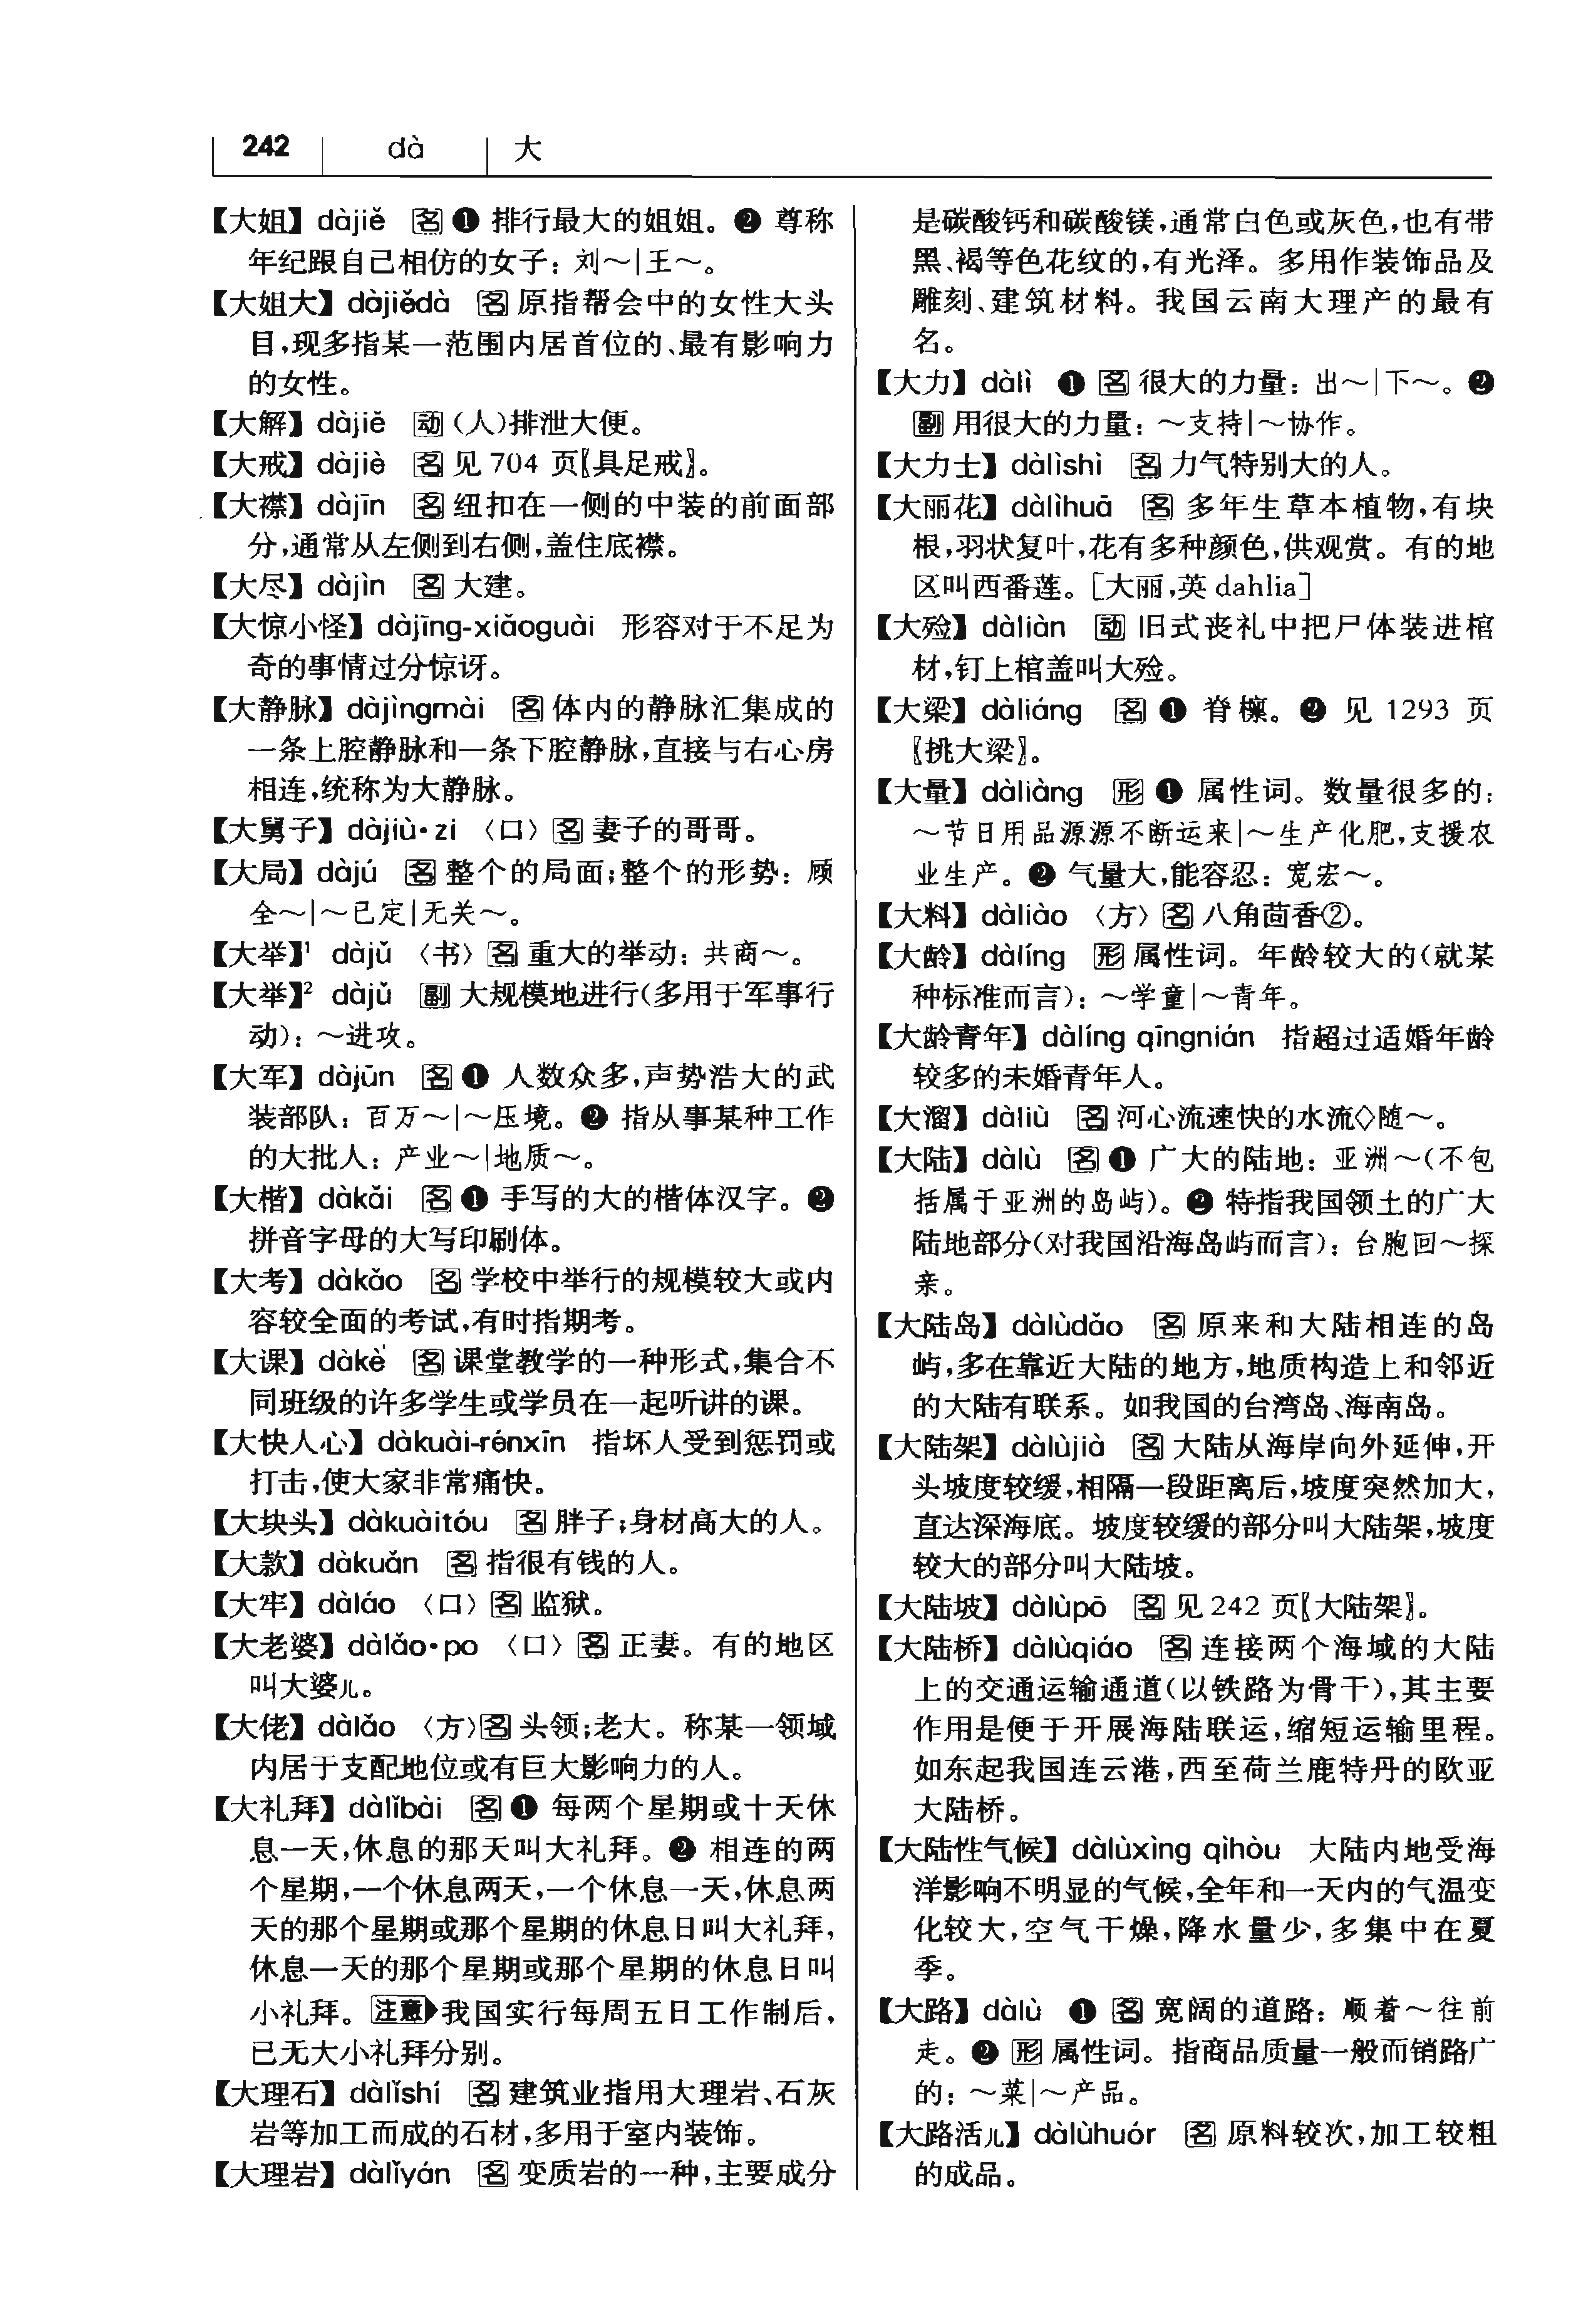 242 dà 大
【大姐】dàjiě 名❶ 排行最大的姐姐。❷ 尊称
年纪跟自己相仿的女子：刘～|王～。
【大姐大】dàjiědà 名 原指帮会中的女性大头
目，现多指某一范围内居首位的、最有影响力
的女性。
【大解】dàjiě 动（人）排泄大便。
【大戒】dàjiè 名 见 704 页〖具足戒〗。
【大襟】dàjīn 名 纽扣在一侧的中装的前面部
分，通常从左侧到右侧，盖住底襟。
【大尽】dàjìn 名 大建。
【大惊小怪】dàjīng-xiǎoguài 形容对于不足为
奇的事情过分惊讶。
【大静脉】dàjìngmài 名 体内的静脉汇集成的
一条上腔静脉和一条下腔静脉，直接与右心房
相连，统称为大静脉。
【大舅子】dàjiù•zi 〈口〉名 妻子的哥哥。
【大局】dàjú 名 整个的局面；整个的形势：顾
全～|～已定|无关～。
【大举】¹ dàjǔ 〈书〉名 重大的举动：共商～。
【大举】² dàjǔ 副 大规模地进行（多用于军事行
动）：～进攻。
【大军】dàjūn 名❶ 人数众多，声势浩大的武
装部队：百万～|～压境。❷ 指从事某种工作
的大批人：产业～|地质～。
【大楷】dàkǎi 名❶ 手写的大的楷体汉字。❷
拼音字母的大写印刷体。
【大考】dàkǎo 名 学校中举行的规模较大或内
容较全面的考试，有时指期考。
【大课】dàkè 名 课堂教学的一种形式，集合不
同班级的许多学生或学员在一起听讲的课。
【大快人心】dàkuài-rénxīn 指坏人受到惩罚或
打击，使大家非常痛快。
【大块头】dàkuàitóu 名 胖子；身材高大的人。
【大款】dàkuǎn 名 指很有钱的人。
【大牢】dàláo 〈口〉名 监狱。
【大老婆】dàlǎo•po 〈口〉名 正妻。有的地区
叫大婆儿。
【大佬】dàlǎo 〈方〉名 头领；老大。称某一领域
内居于支配地位或有巨大影响力的人。
【大礼拜】dàlǐbài 名❶ 每两个星期或十天休
息一天，休息的那天叫大礼拜。❷ 相连的两
个星期，一个休息两天，一个休息一天，休息两
天的那个星期或那个星期的休息日叫大礼拜，
休息一天的那个星期或那个星期的休息日叫
小礼拜。注意 我国实行每周五日工作制后，
已无大小礼拜分别。
【大理石】dàlǐshí 名 建筑业指用大理岩、石灰
岩等加工而成的石材，多用于室内装饰。
【大理岩】dàlǐyán 名 变质岩的一种，主要成分
是碳酸钙和碳酸镁，通常白色或灰色，也有带
黑、褐等色花纹的，有光泽。多用作装饰品及
雕刻、建筑材料。我国云南大理产的最有
名。
【大力】dàlì ❶ 名 很大的力量：出～|下～。❷
副 用很大的力量：～支持|～协作。
【大力士】dàlìshì 名 力气特别大的人。
【大丽花】dàlìhuā 名 多年生草本植物，有块
根，羽状复叶，花有多种颜色，供观赏。有的地
区叫西番莲。[大丽，英 dahlia]
【大殓】dàliàn 动 旧式丧礼中把尸体装进棺
材，钉上棺盖叫大殓。
【大梁】dàliáng 名❶ 脊檩。❷ 见 1293 页
〖挑大梁〗。
【大量】dàliàng 形❶ 属性词。数量很多的：
～节日用品源源不断运来|～生产化肥，支援农
业生产。❷ 气量大，能容忍：宽宏～。
【大料】dàliào 〈方〉名 八角茴香②。
【大龄】dàlíng 形 属性词。年龄较大的（就某
种标准而言）：～学童|～青年。
【大龄青年】dàlíng qīngnián 指超过适婚年龄
较多的未婚青年人。
【大溜】dàliù 名 河心流速快的水流◇随～。
【大陆】dàlù 名❶ 广大的陆地：亚洲～（不包
括属于亚洲的岛屿）。❷ 特指我国领土的广大
陆地部分（对我国沿海岛屿而言）：台胞回～探
亲。
【大陆岛】dàlùdǎo 名 原来和大陆相连的岛
屿，多在靠近大陆的地方，地质构造上和邻近
的大陆有联系。如我国的台湾岛、海南岛。
【大陆架】dàlùjià 名 大陆从海岸向外延伸，开
头坡度较缓，相隔一段距离后，坡度突然加大，
直达深海底。坡度较缓的部分叫大陆架，坡度
较大的部分叫大陆坡。
【大陆坡】dàlùpō 名 见 242 页〖大陆架〗。
【大陆桥】dàlùqiáo 名 连接两个海域的大陆
上的交通运输通道（以铁路为骨干），其主要
作用是便于开展海陆联运，缩短运输里程。
如东起我国连云港，西至荷兰鹿特丹的欧亚
大陆桥。
【大陆性气候】dàlùxìng qìhòu 大陆内地受海
洋影响不明显的气候，全年和一天内的气温变
化较大，空气干燥，降水量少，多集中在夏
季。
【大路】dàlù ❶ 名 宽阔的道路：顺着～往前
走。❷ 形 属性词。指商品质量一般而销路广
的：～菜|～产品。
【大路活儿】dàlùhuór 名 原料较次，加工较粗
的成品。